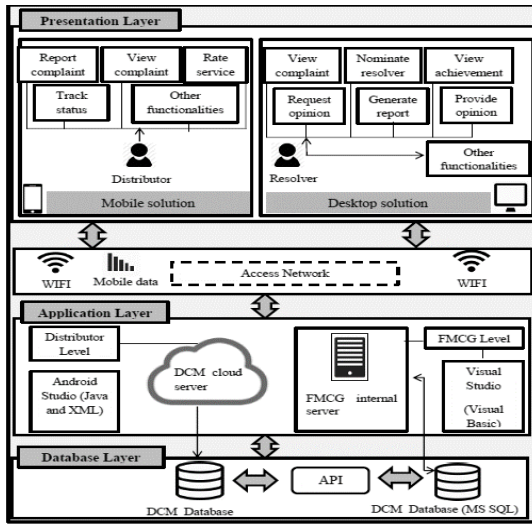 Presentation Layer
Report complaint
View complaint
Rate service
Track status
Other functionalities
Distributor
Mobile solution
View complaint
Nominate resolver
View achievement
Request opinion
Generate report
Provide opinion
Other functionalities
Resolver
Desktop solution
WIFI
Mobile data
Access Network
WIFI
Application Layer
Distributor Level
Android Studio (Java and XML)
DCM cloud server
FMCG internal server
FMCG Level
Visual Studio
(Visual Basic)
Database Layer
DCM Database
API
DCM Database (MS SQL)